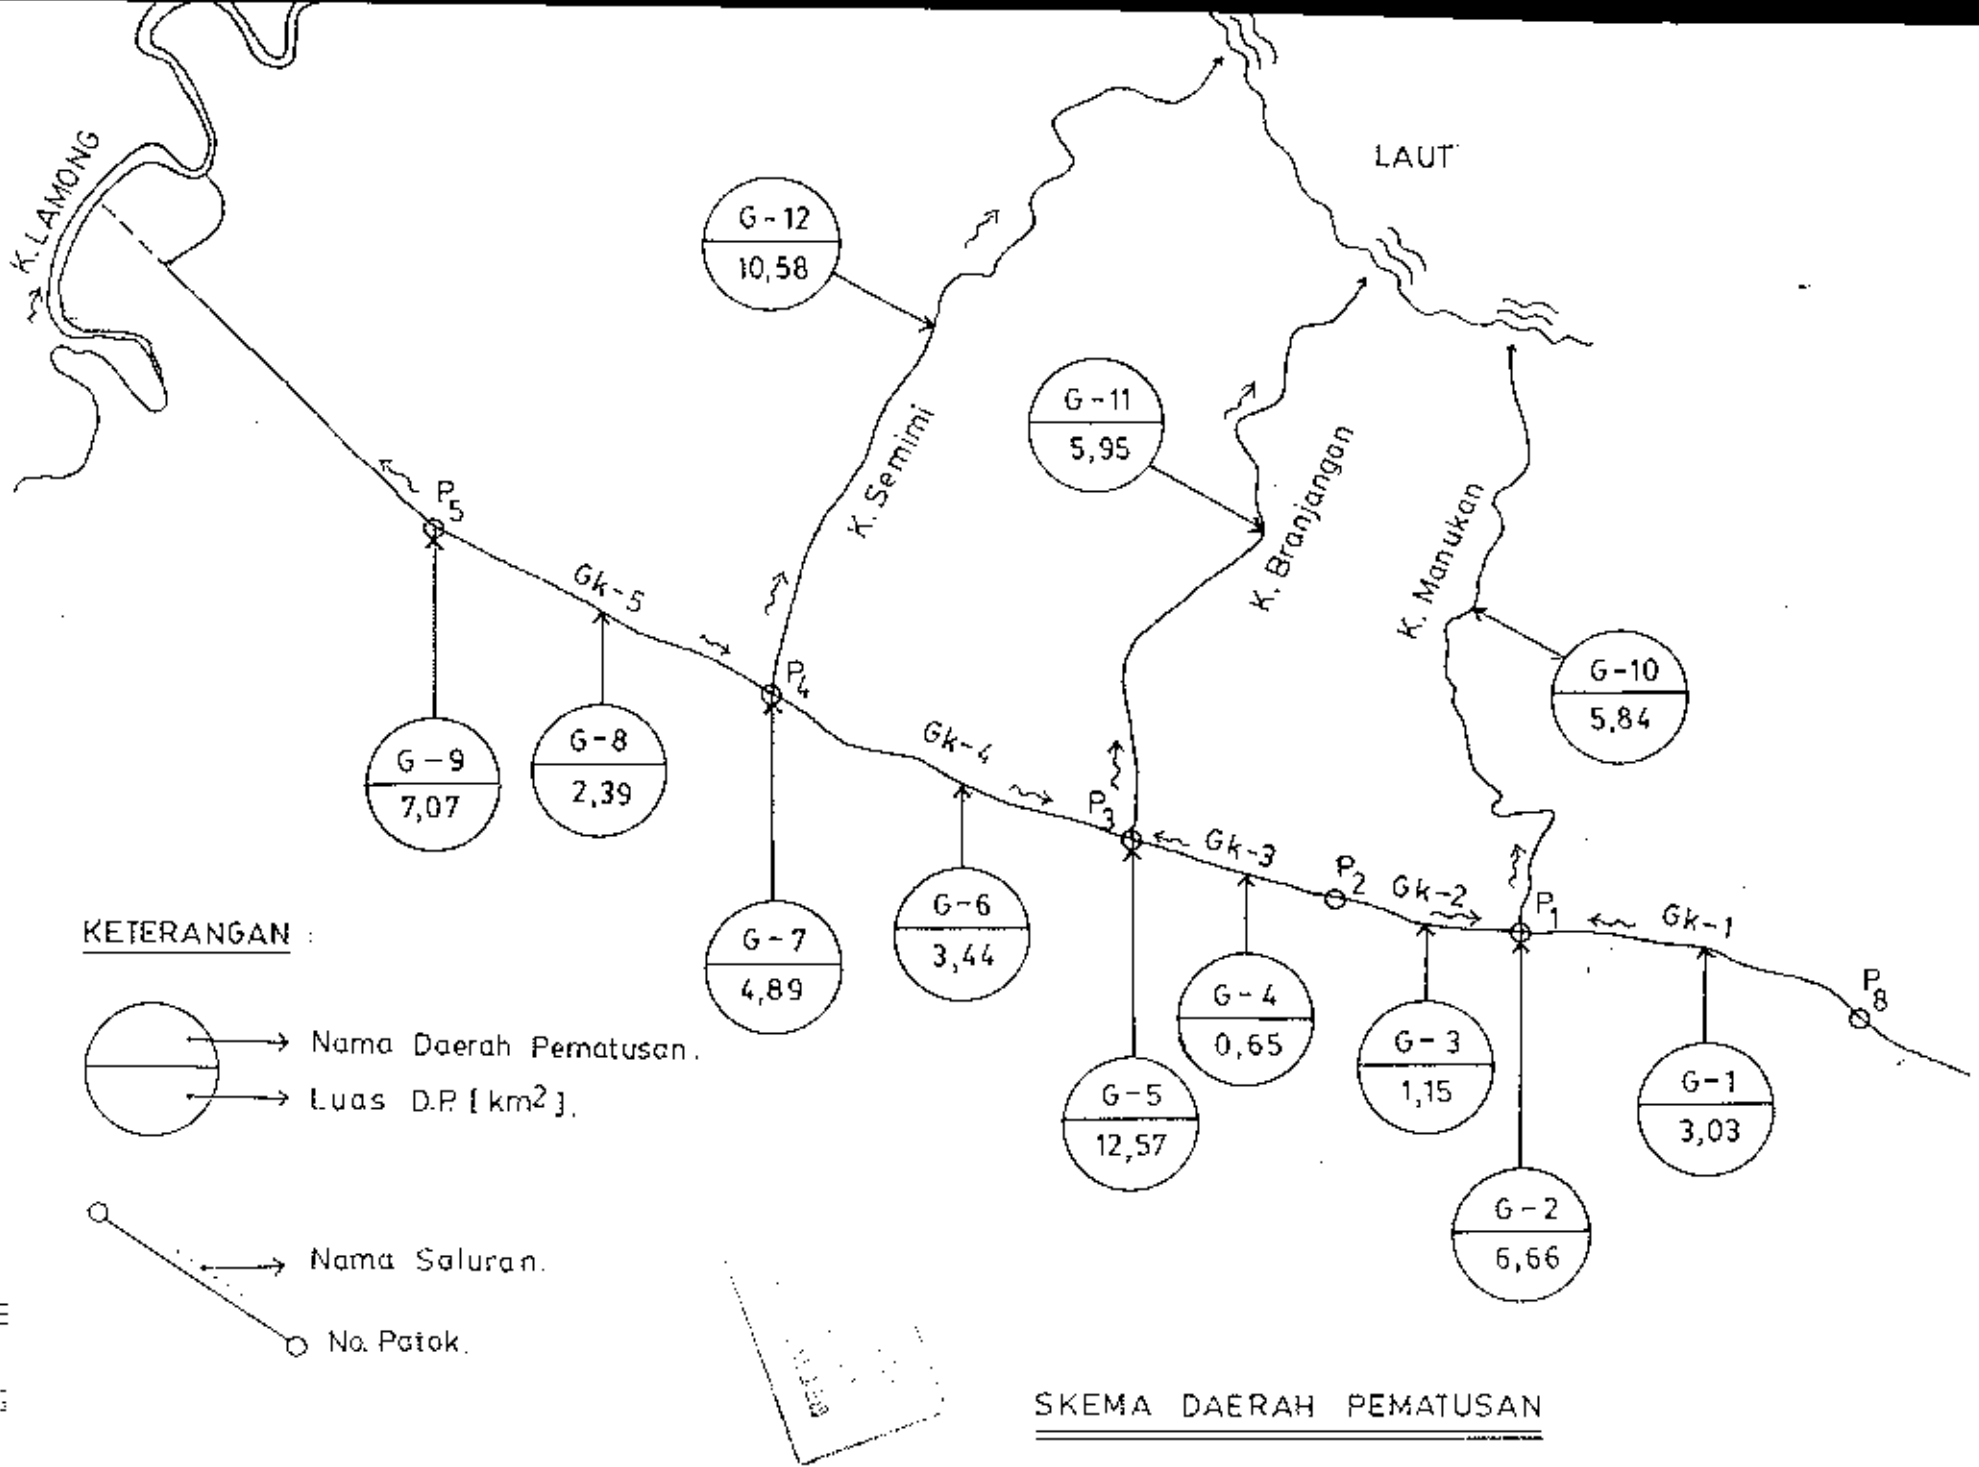 LAUT
K. LAMONG
G-12
10,58
G-11
5,95
K. Semimi
K. Branjangan
K. Manukan
G-10
5,84
P5
Gk-5
P4
Gk-4
P3
Gk-3
P2
Gk-2
P1
Gk-1
P8
G-9
7,07
G-8
2,39
G-7
4,89
G-6
3,44
G-5
12,57
G-4
0,65
G-3
1,15
G-2
6,66
G-1
3,03
KETERANGAN :
Nama Daerah Pematusan.
Luas D.P. [km2].
Nama Saluran.
No. Patok.
SKEMA DAERAH PEMATUSAN